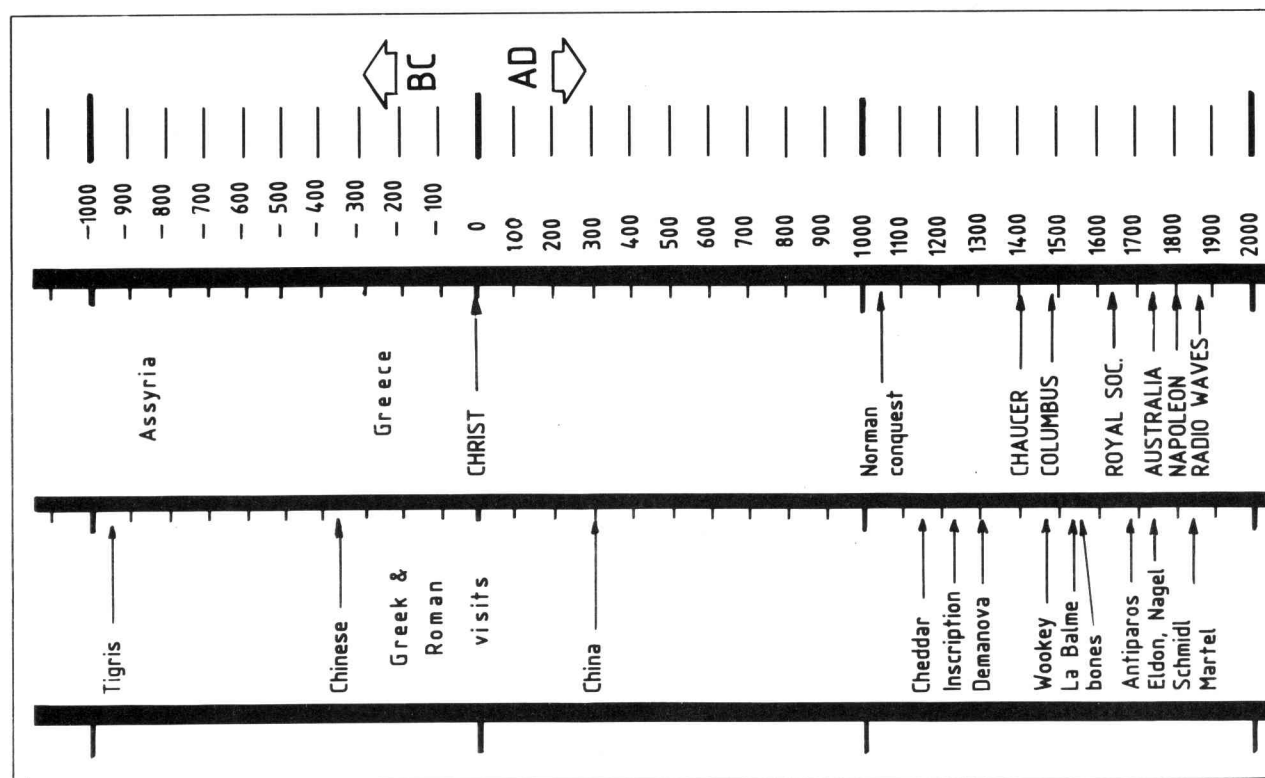 BC
AD
– 1000
– 900
– 800
– 700
– 600
– 500
– 400
– 300
– 200
– 100
0
100
200
300
400
500
600
700
800
900
1000
1100
1200
1300
1400
1500
1600
1700
1800
1900
2000
Assyria
Greece
CHRIST
Norman
conquest
CHAUCER
COLUMBUS
ROYAL SOC.
AUSTRALIA
NAPOLEON
RADIO WAVES
Tigris
Chinese
Greek &
Roman
visits
China
Cheddar
Inscription
Demanova
Wookey
La Balme
bones
Antiparos
Eldon, Nagel
Schmidl
Martel